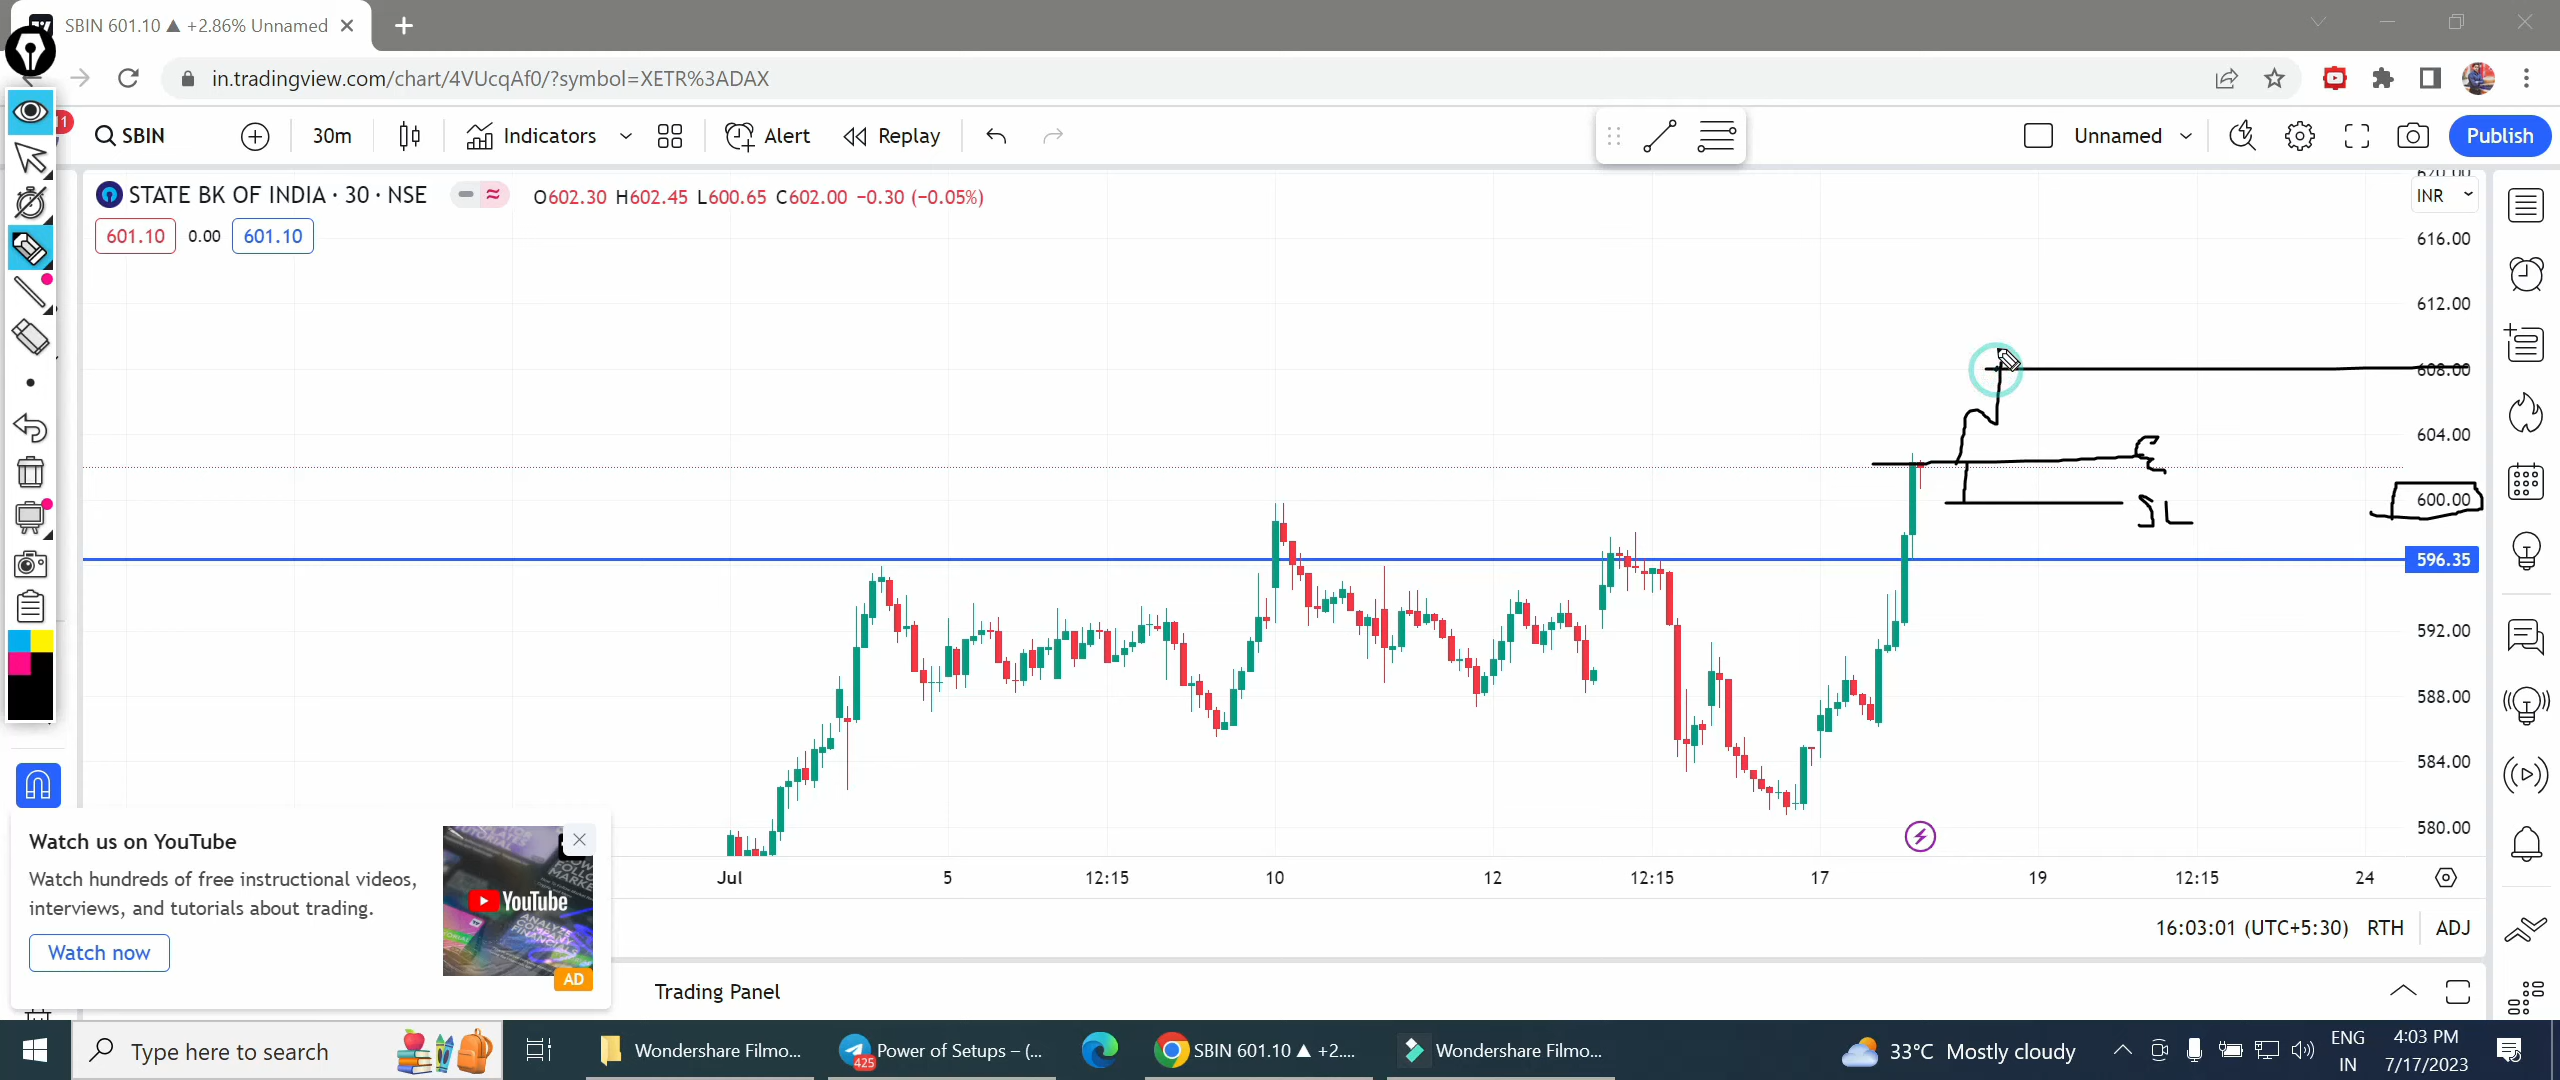 SBIN 601.10 ▲ +2.86% Unnamed
in.tradingview.com/chart/4VUcqAf0/?symbol=XETR%3ADAX
11
SBIN 30m Indicators Alert Replay Unnamed Publish
STATE BK OF INDIA · 30 · NSE O602.30 H602.45 L600.65 C602.00 −0.30 (−0.05%)
601.10 0.00 601.10
620.00
INR
616.00
612.00
608.00
604.00
E
600.00
SL
596.35
592.00
588.00
584.00
580.00
Jul 5 12:15 10 12 12:15 17 19 12:15 24
16:03:01 (UTC+5:30) RTH ADJ
Watch us on YouTube
Watch hundreds of free instructional videos,
interviews, and tutorials about trading.
Watch now
YouTube
AD
Trading Panel
Type here to search
Wondershare Filmo...
425
Power of Setups – (...
SBIN 601.10 ▲ +2....
Wondershare Filmo...
33°C Mostly cloudy
ENG
IN
4:03 PM
7/17/2023